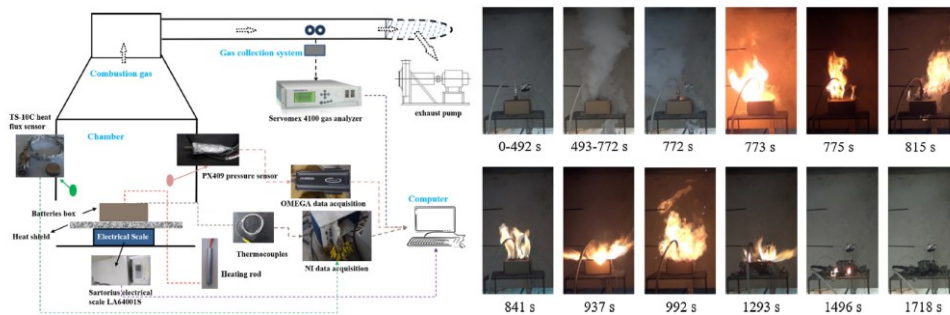 Gas collection system
Combustion gas
Servomex 4100 gas analyzer
exhaust pump
TS-10C heat
flux sensor
Chamber
PX409 pressure sensor
OMEGA data acquisition
Computer
Batteries box
Heat shield
Electrical Scale
Thermocouples
NI data acquisition
Heating rod
Sartorius electrical
scale LA64001S
0-492 s
493-772 s
772 s
773 s
775 s
815 s
841 s
937 s
992 s
1293 s
1496 s
1718 s